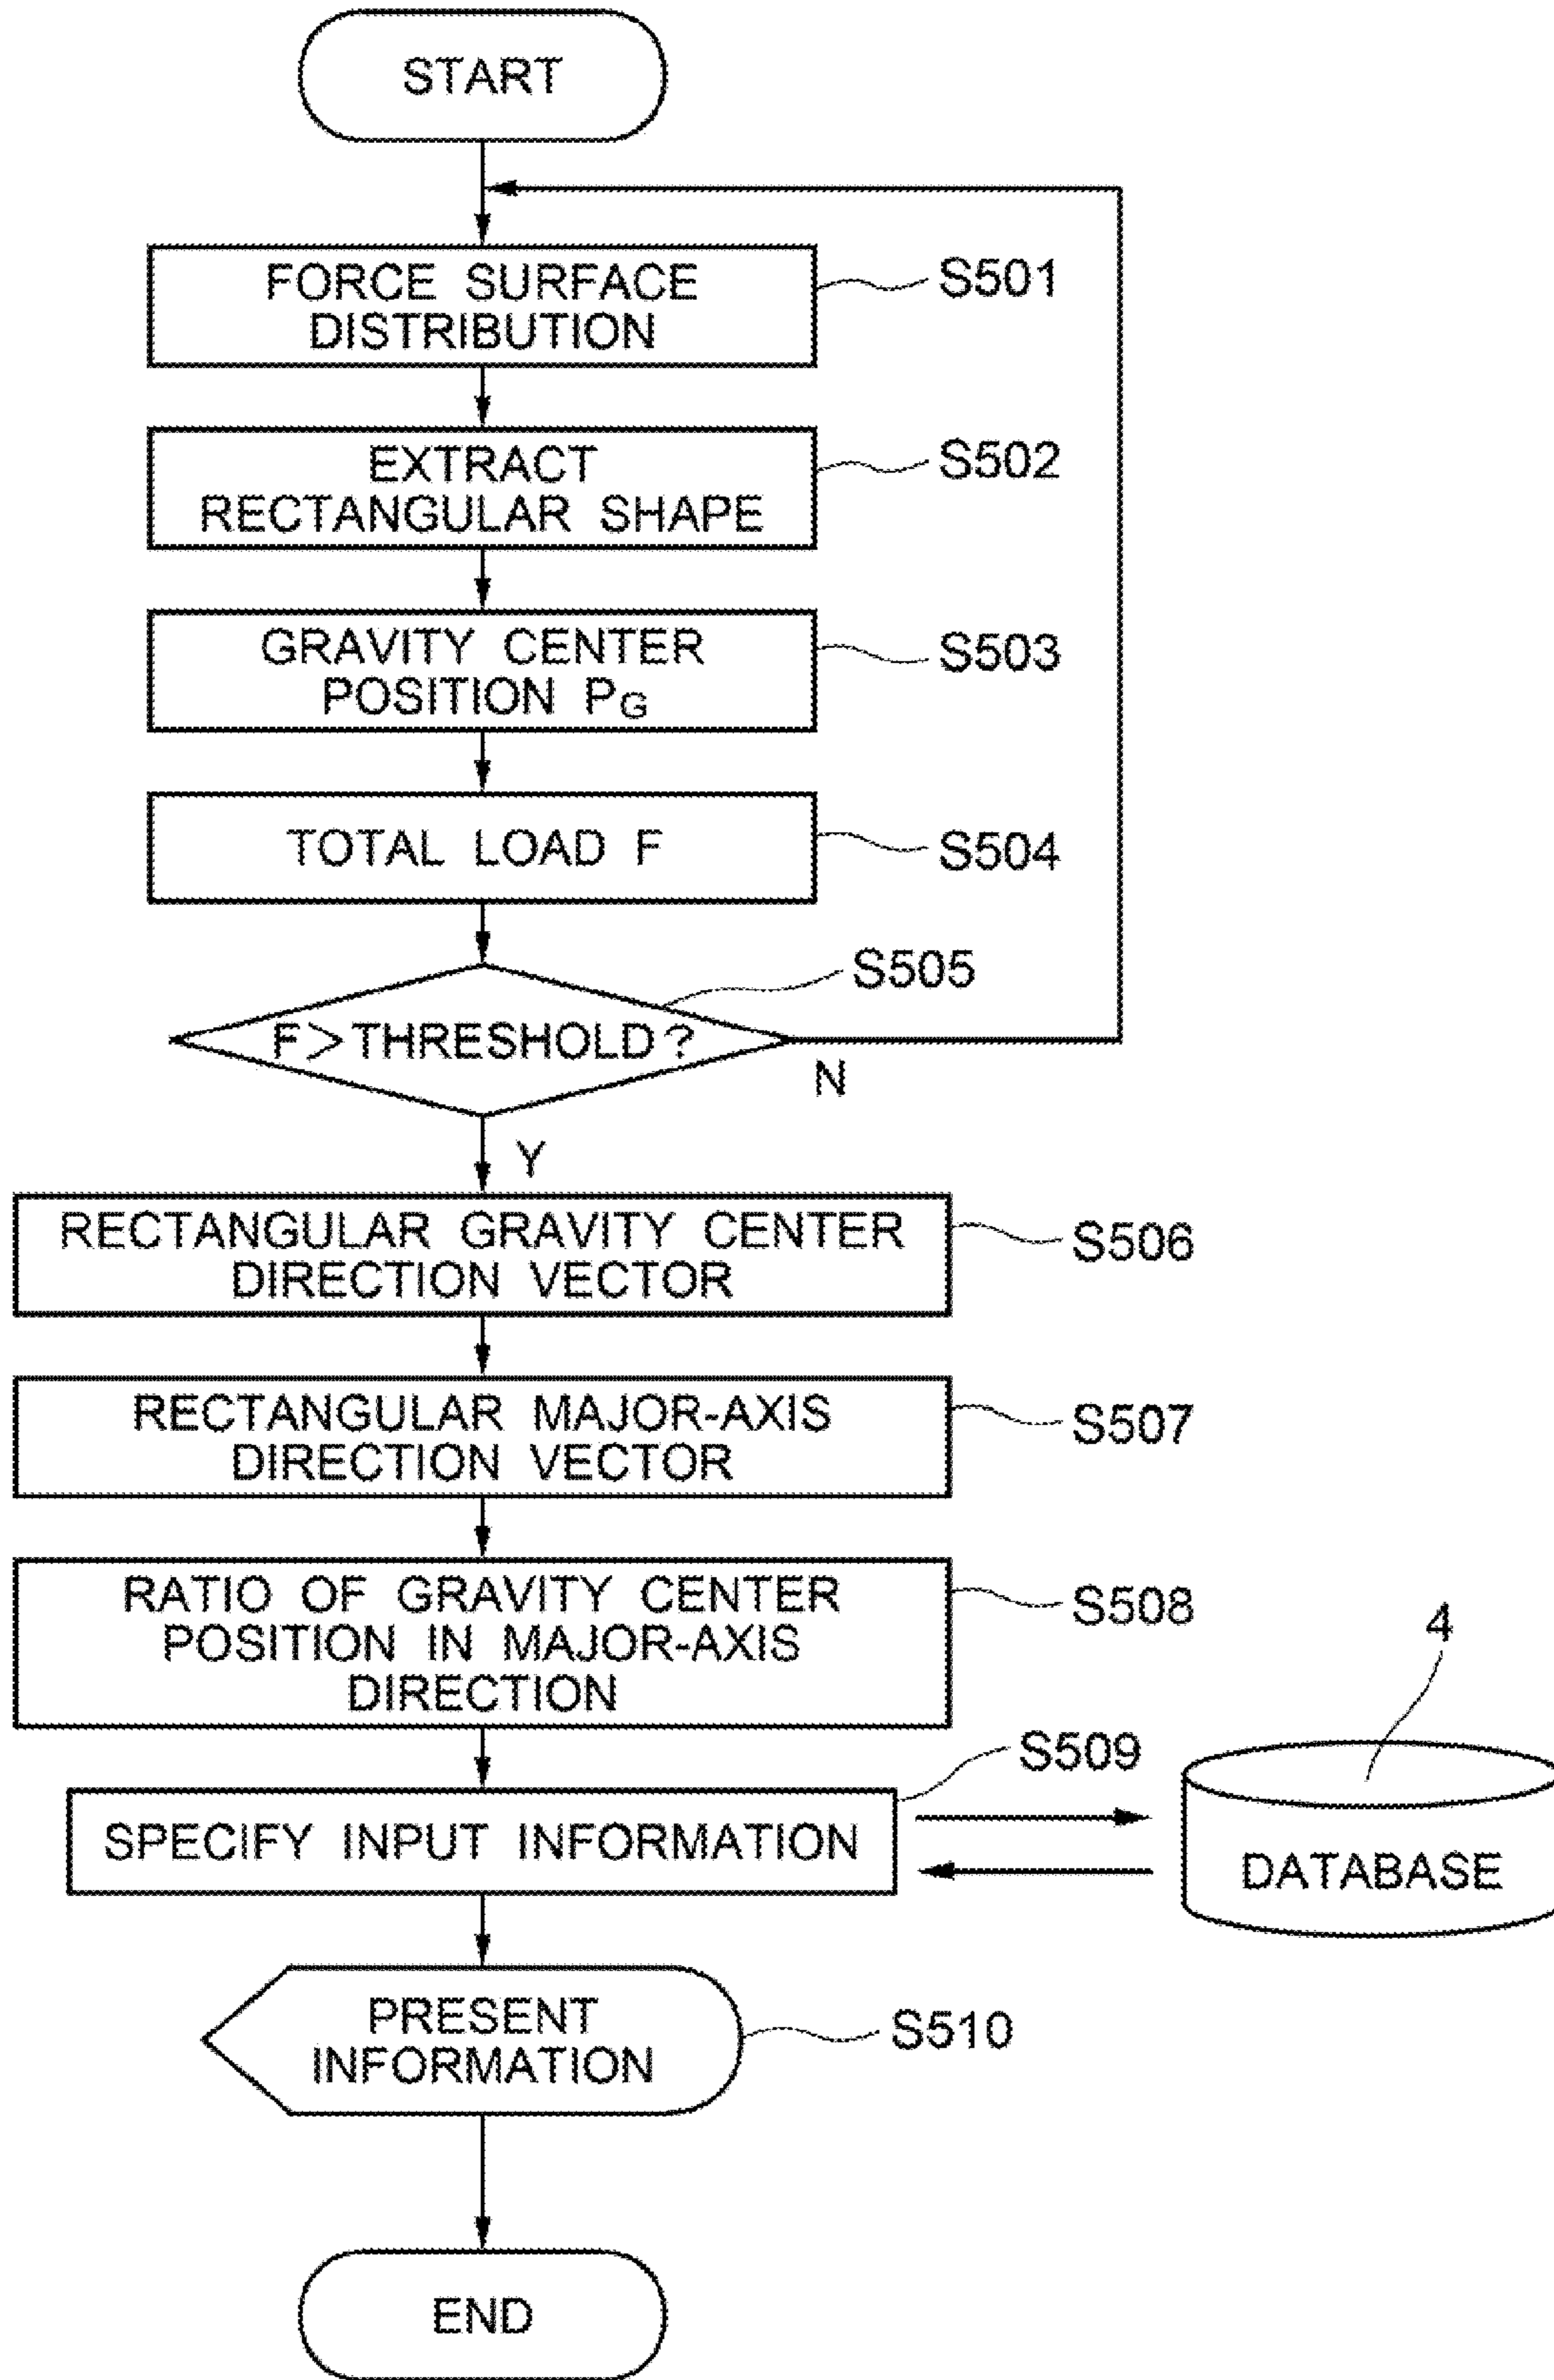 START
FORCE SURFACE
DISTRIBUTION
S501
EXTRACT
RECTANGULAR SHAPE
S502
GRAVITY CENTER
POSITION PG
S503
TOTAL LOAD F
S504
S505
F>THRESHOLD?
N
Y
RECTANGULAR GRAVITY CENTER
DIRECTION VECTOR
S506
RECTANGULAR MAJOR-AXIS
DIRECTION VECTOR
S507
RATIO OF GRAVITY CENTER
POSITION IN MAJOR-AXIS
DIRECTION
S508
4
S509
SPECIFY INPUT INFORMATION
DATABASE
PRESENT
INFORMATION
S510
END